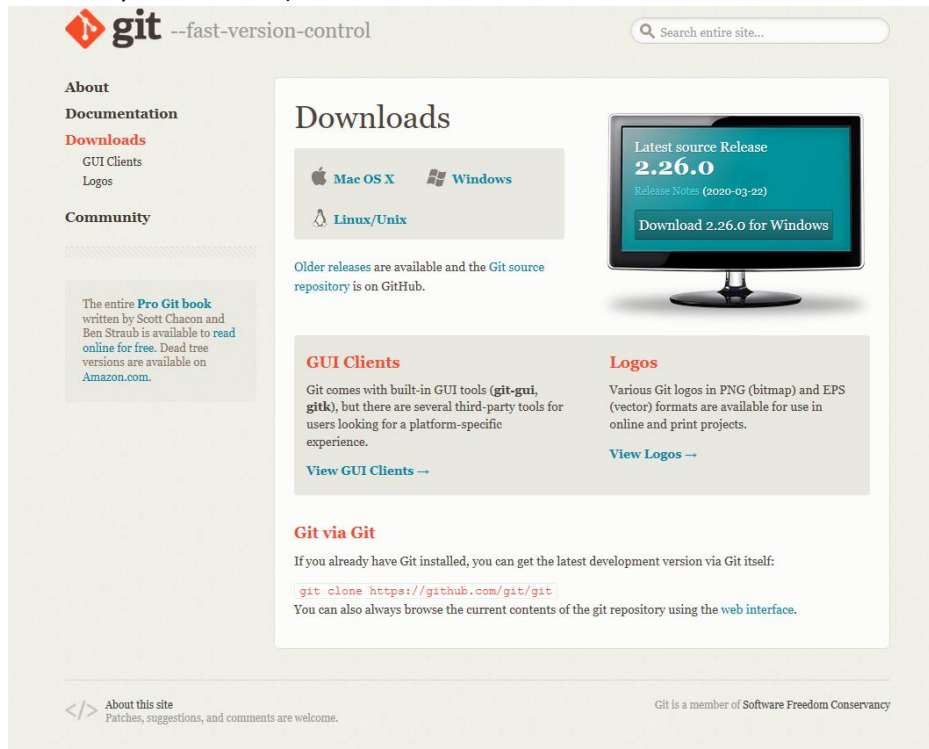 git --fast-version-control
Search entire site...
About
Documentation
Downloads
GUI Clients
Logos
Community
The entire Pro Git book
written by Scott Chacon and
Ben Straub is available to read
online for free. Dead tree
versions are available on
Amazon.com.
Downloads
Mac OS X
Windows
Linux/Unix
Older releases are available and the Git source
repository is on GitHub.
Latest source Release
2.26.0
Release Notes (2020-03-22)
Download 2.26.0 for Windows
GUI Clients
Git comes with built-in GUI tools (git-gui,
gitk), but there are several third-party tools for
users looking for a platform-specific
experience.
View GUI Clients →
Logos
Various Git logos in PNG (bitmap) and EPS
(vector) formats are available for use in
online and print projects.
View Logos →
Git via Git
If you already have Git installed, you can get the latest development version via Git itself:
git clone https://github.com/git/git
You can also always browse the current contents of the git repository using the web interface.
</> About this site
Patches, suggestions, and comments are welcome.
Git is a member of Software Freedom Conservancy